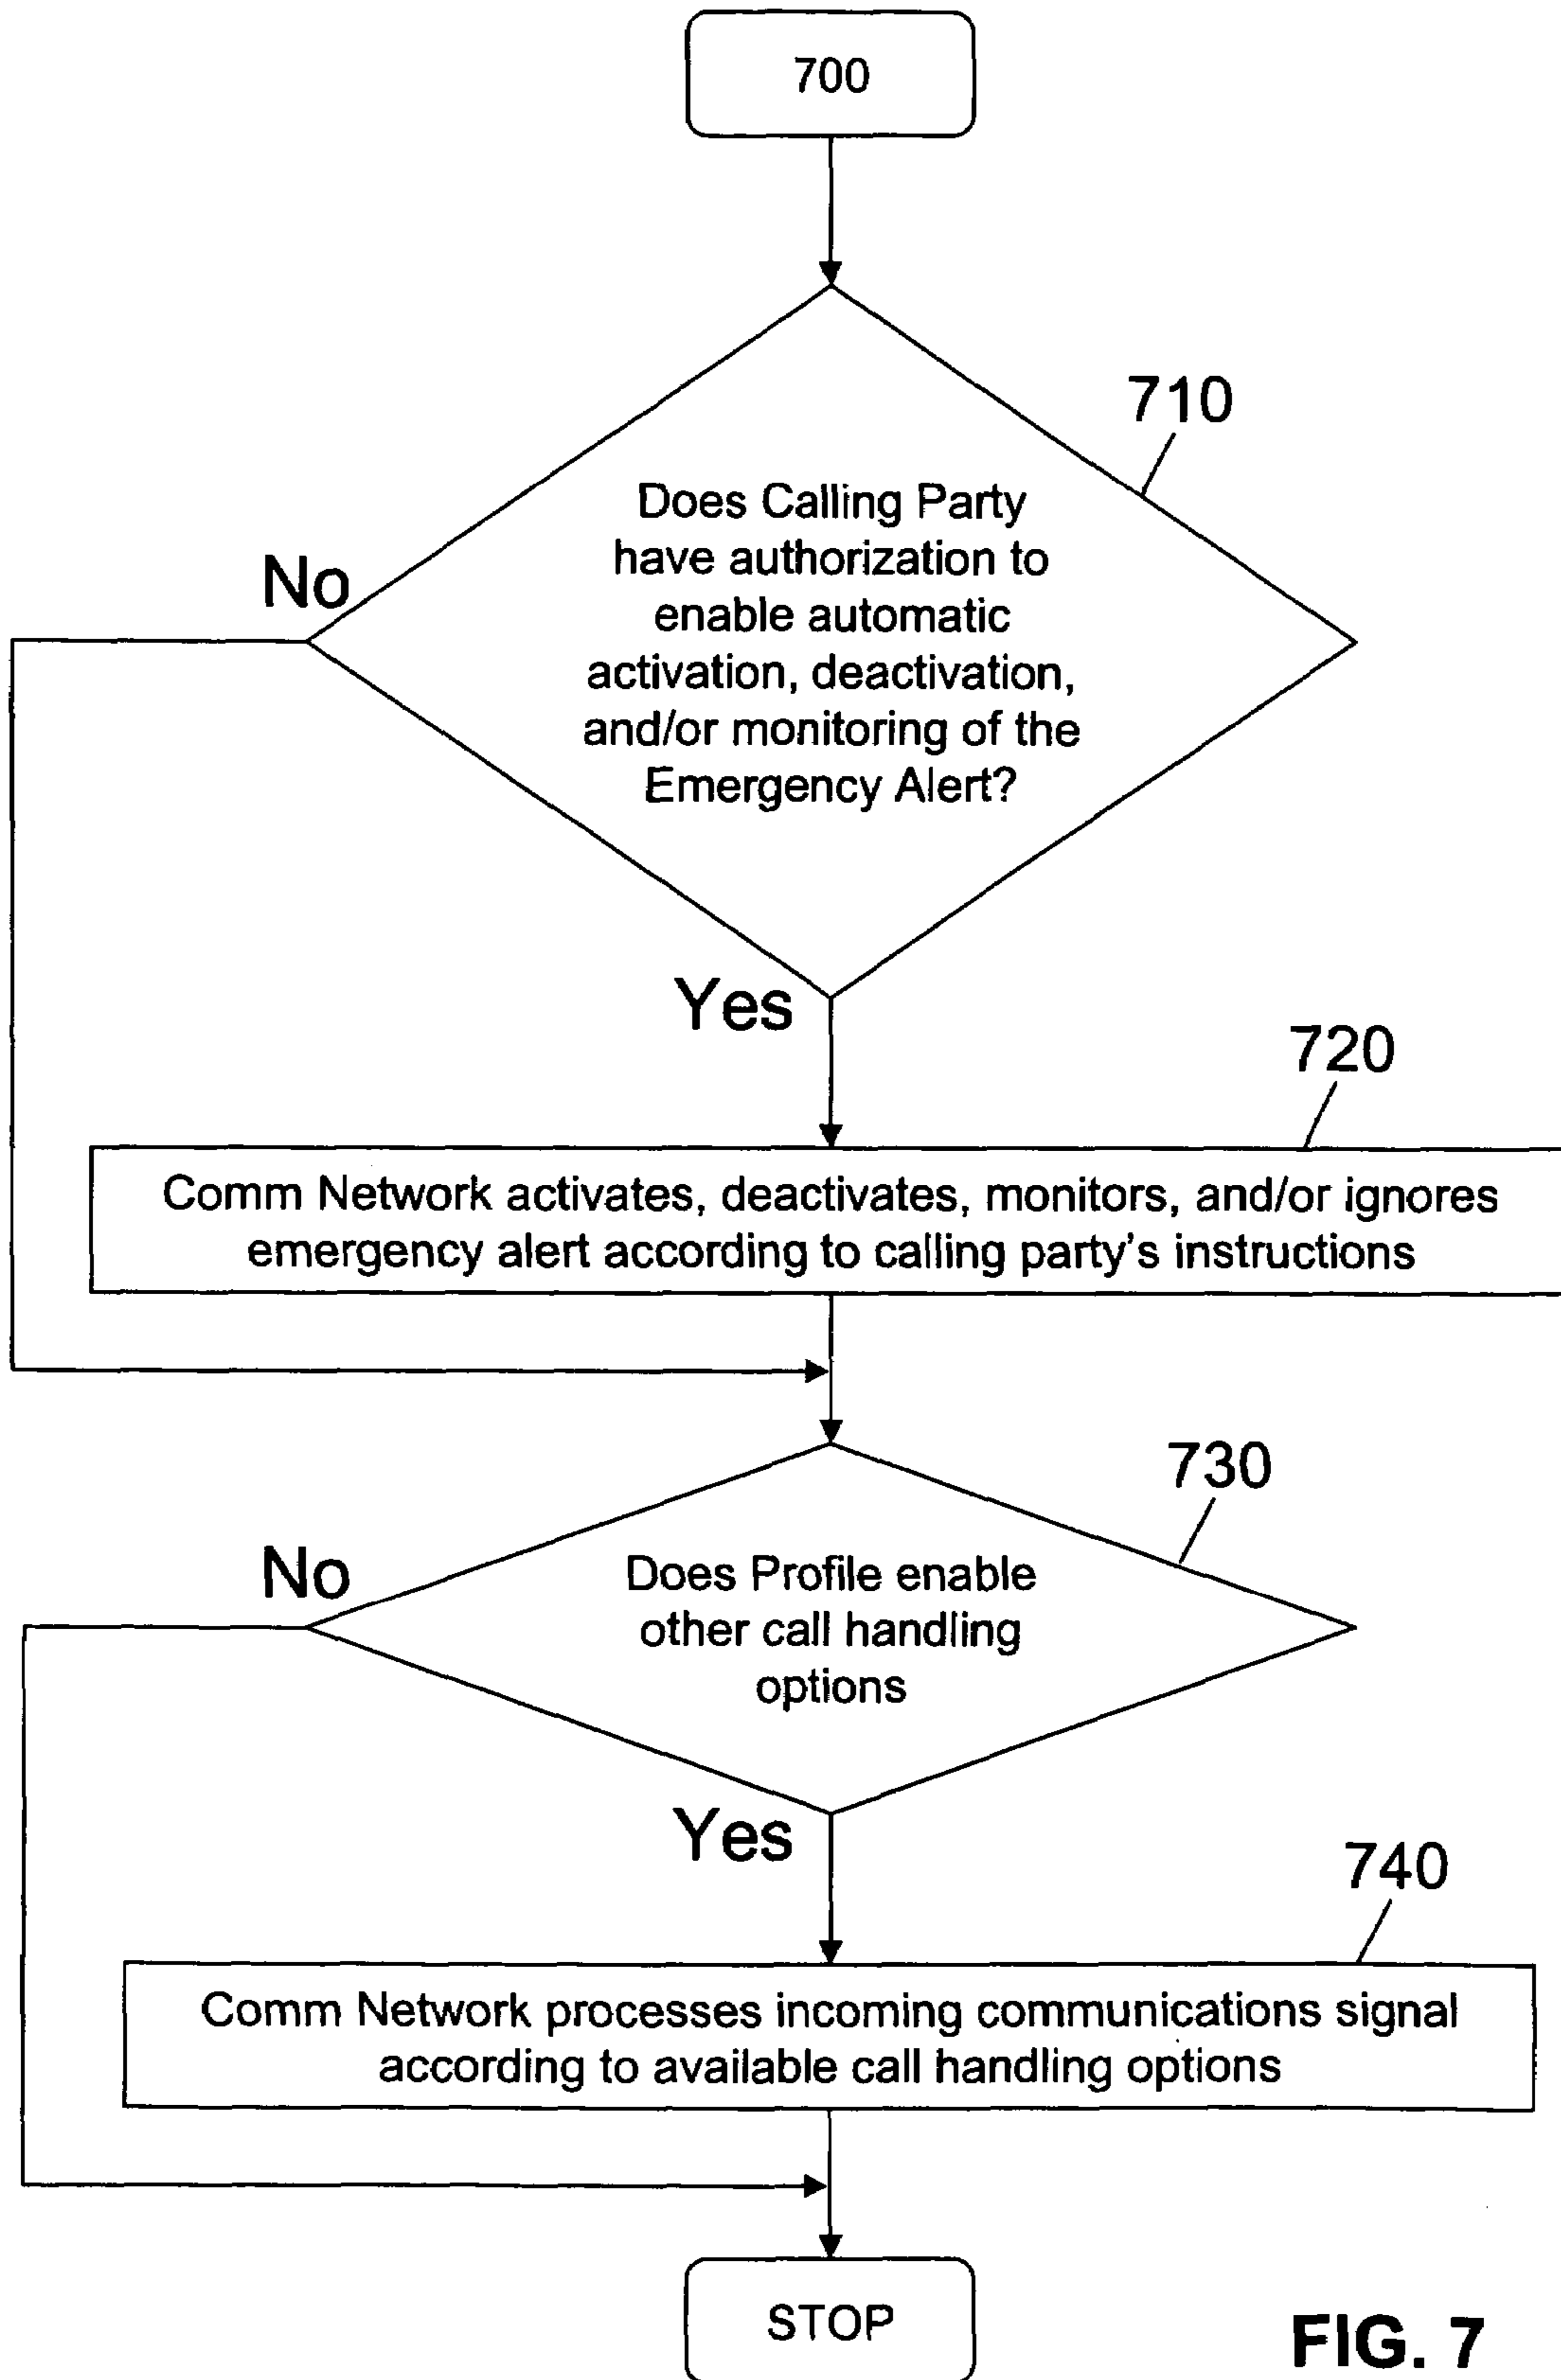 700
710
Does Calling Party
have authorization to
enable automatic
activation, deactivation,
and/or monitoring of the
Emergency Alert?
No
Yes
720
Comm Network activates, deactivates, monitors, and/or ignores
emergency alert according to calling party's instructions
730
Does Profile enable
other call handling
options
No
Yes
740
Comm Network processes incoming communications signal
according to available call handling options
STOP
FIG. 7